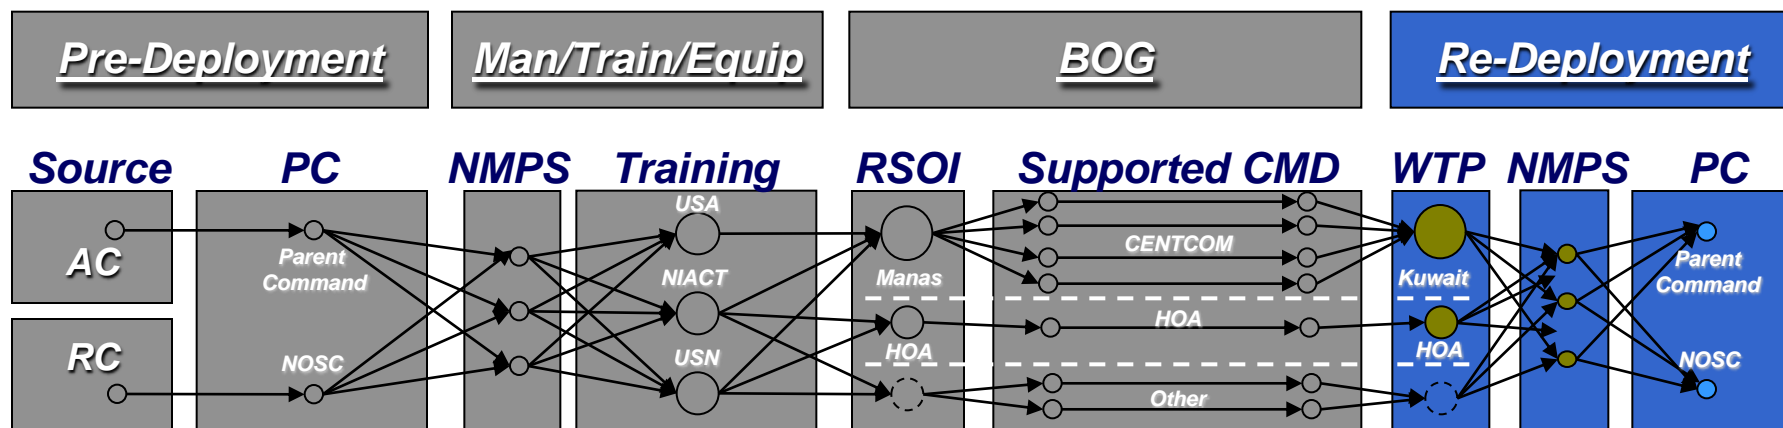 Pre-Deployment
Man/Train/Equip
BOG
Re-Deployment
Source
PC
NMPS
Training
RSOI
Supported CMD
WTP
NMPS
PC
AC
RC
Parent
Command
NOSC
USA
NIACT
USN
Manas
HOA
CENTCOM
HOA
Other
Kuwait
HOA
Parent
Command
NOSC